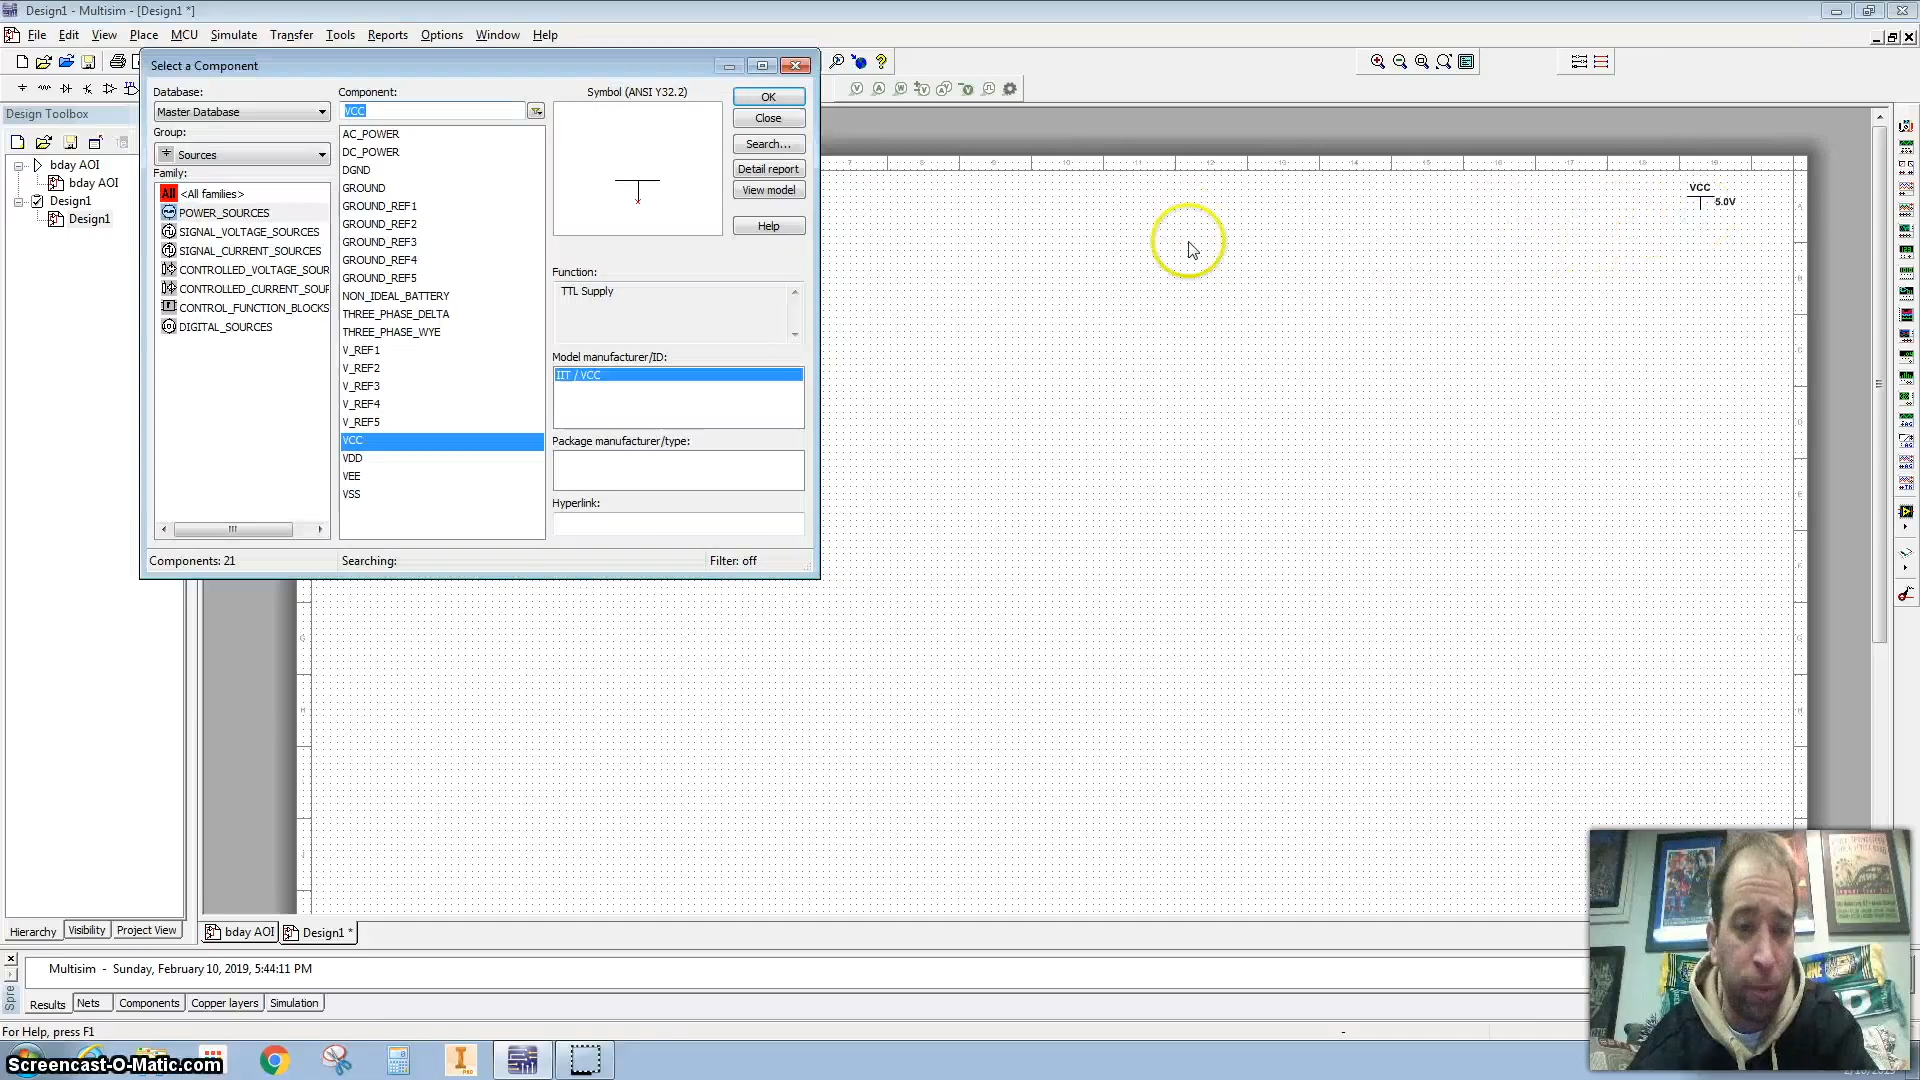 Design1 - Multisim - [Design1 *]
File Edit View Place MCU Simulate Transfer Tools Reports Options Window Help
Select a Component
Design Toolbox
bday AOI
bday AOI
Design1
Design1
Database:
Master Database
Group:
Sources
Family:
All <All families>
POWER_SOURCES
SIGNAL_VOLTAGE_SOURCES
SIGNAL_CURRENT_SOURCES
CONTROLLED_VOLTAGE_SOUR
CONTROLLED_CURRENT_SOUF
CONTROL_FUNCTION_BLOCKS
DIGITAL_SOURCES
Component:
VCC
AC_POWER
DC_POWER
DGND
GROUND
GROUND_REF1
GROUND_REF2
GROUND_REF3
GROUND_REF4
GROUND_REF5
NON_IDEAL_BATTERY
THREE_PHASE_DELTA
THREE_PHASE_WYE
V_REF1
V_REF2
V_REF3
V_REF4
V_REF5
VCC
VDD
VEE
VSS
Symbol (ANSI Y32.2)
Function:
TTL Supply
Model manufacturer/ID:
IIT / VCC
Package manufacturer/type:
Hyperlink:
OK
Close
Search...
Detail report
View model
Help
Components: 21
Searching:
Filter: off
VCC
5.0V
Hierarchy Visibility Project View
bday AOI Design1 *
Multisim - Sunday, February 10, 2019, 5:44:11 PM
Spre
Results Nets Components Copper layers Simulation
For Help, press F1
Screencast-O-Matic.com